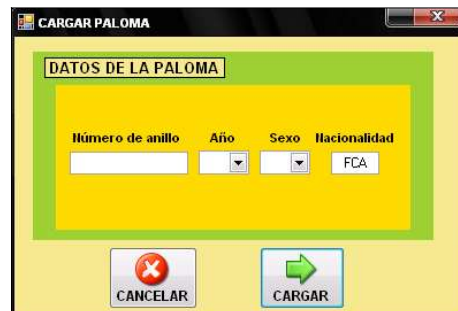 CARGAR PALOMA
DATOS DE LA PALOMA
Número de anillo Año Sexo Nacionalidad
FCA
CANCELAR CARGAR